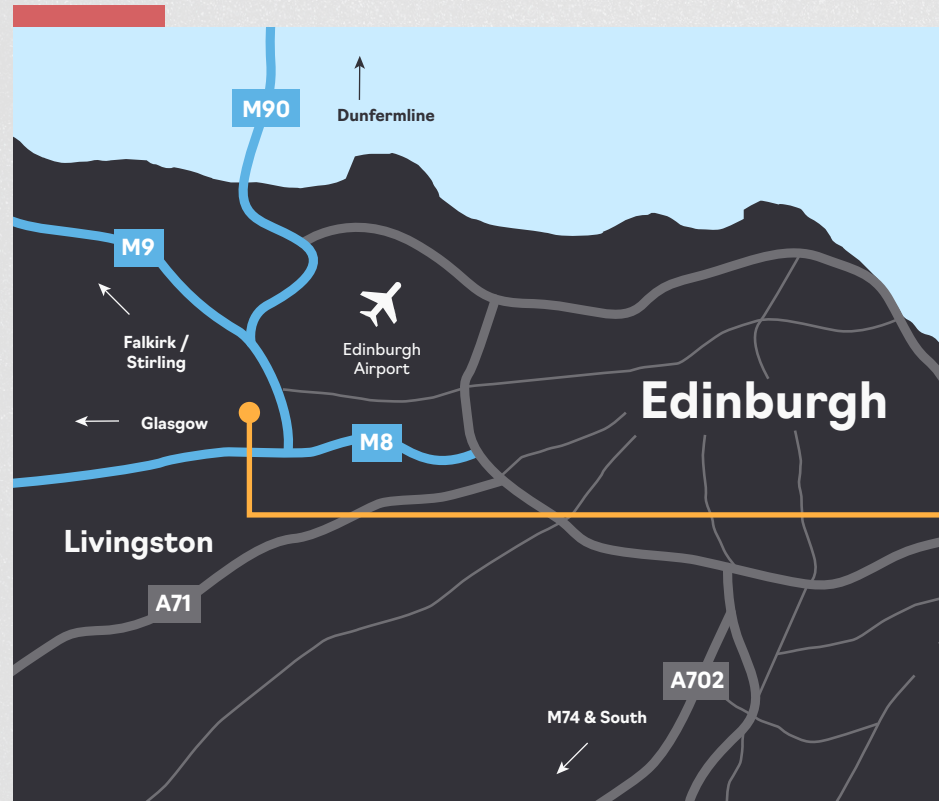 M90
Dunfermline
M9
Falkirk /
Stirling
Edinburgh
Airport
Edinburgh
Glasgow
M8
Livingston
A71
A702
M74 & South